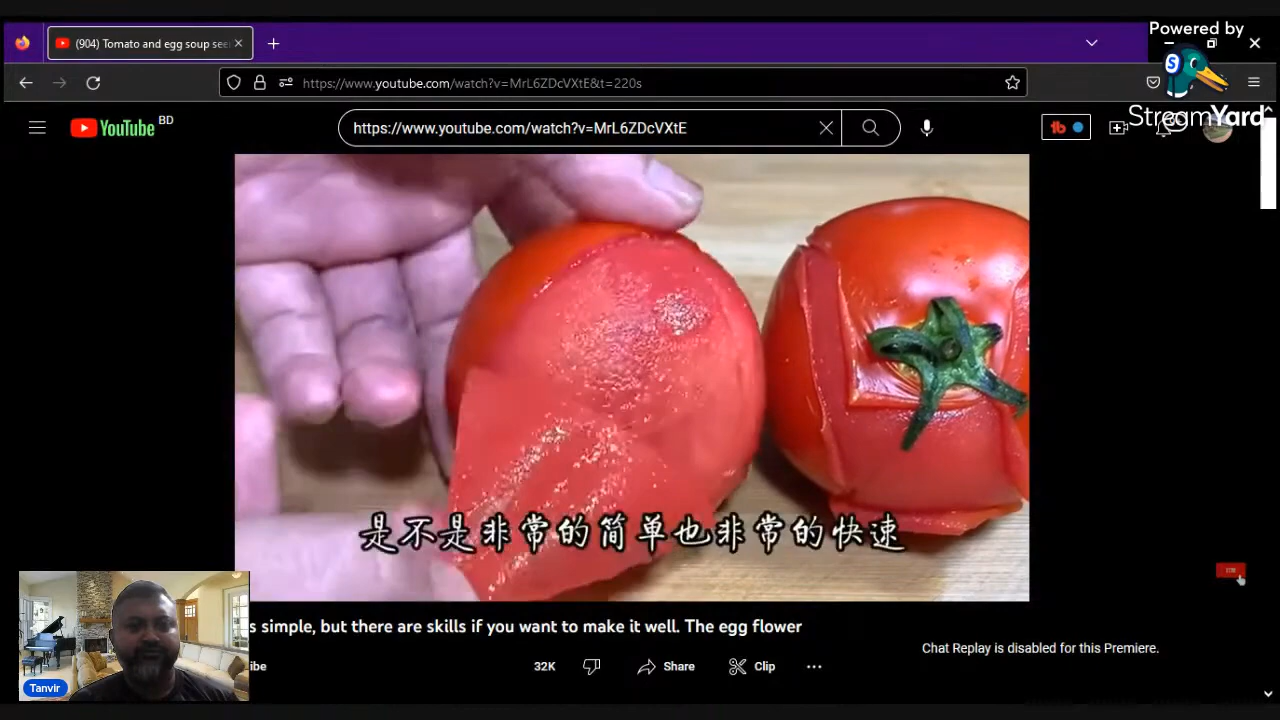 Powered by
StreamYard
(904) Tomato and egg soup see
https://www.youtube.com/watch?v=MrL6ZDcVXtE&t=220s
YouTube BD
https://www.youtube.com/watch?v=MrL6ZDcVXtE
tb
是不是非常的简单也非常的快速
s simple, but there are skills if you want to make it well. The egg flower
ibe
32K
Share
Clip
Chat Replay is disabled for this Premiere.
Tanvir